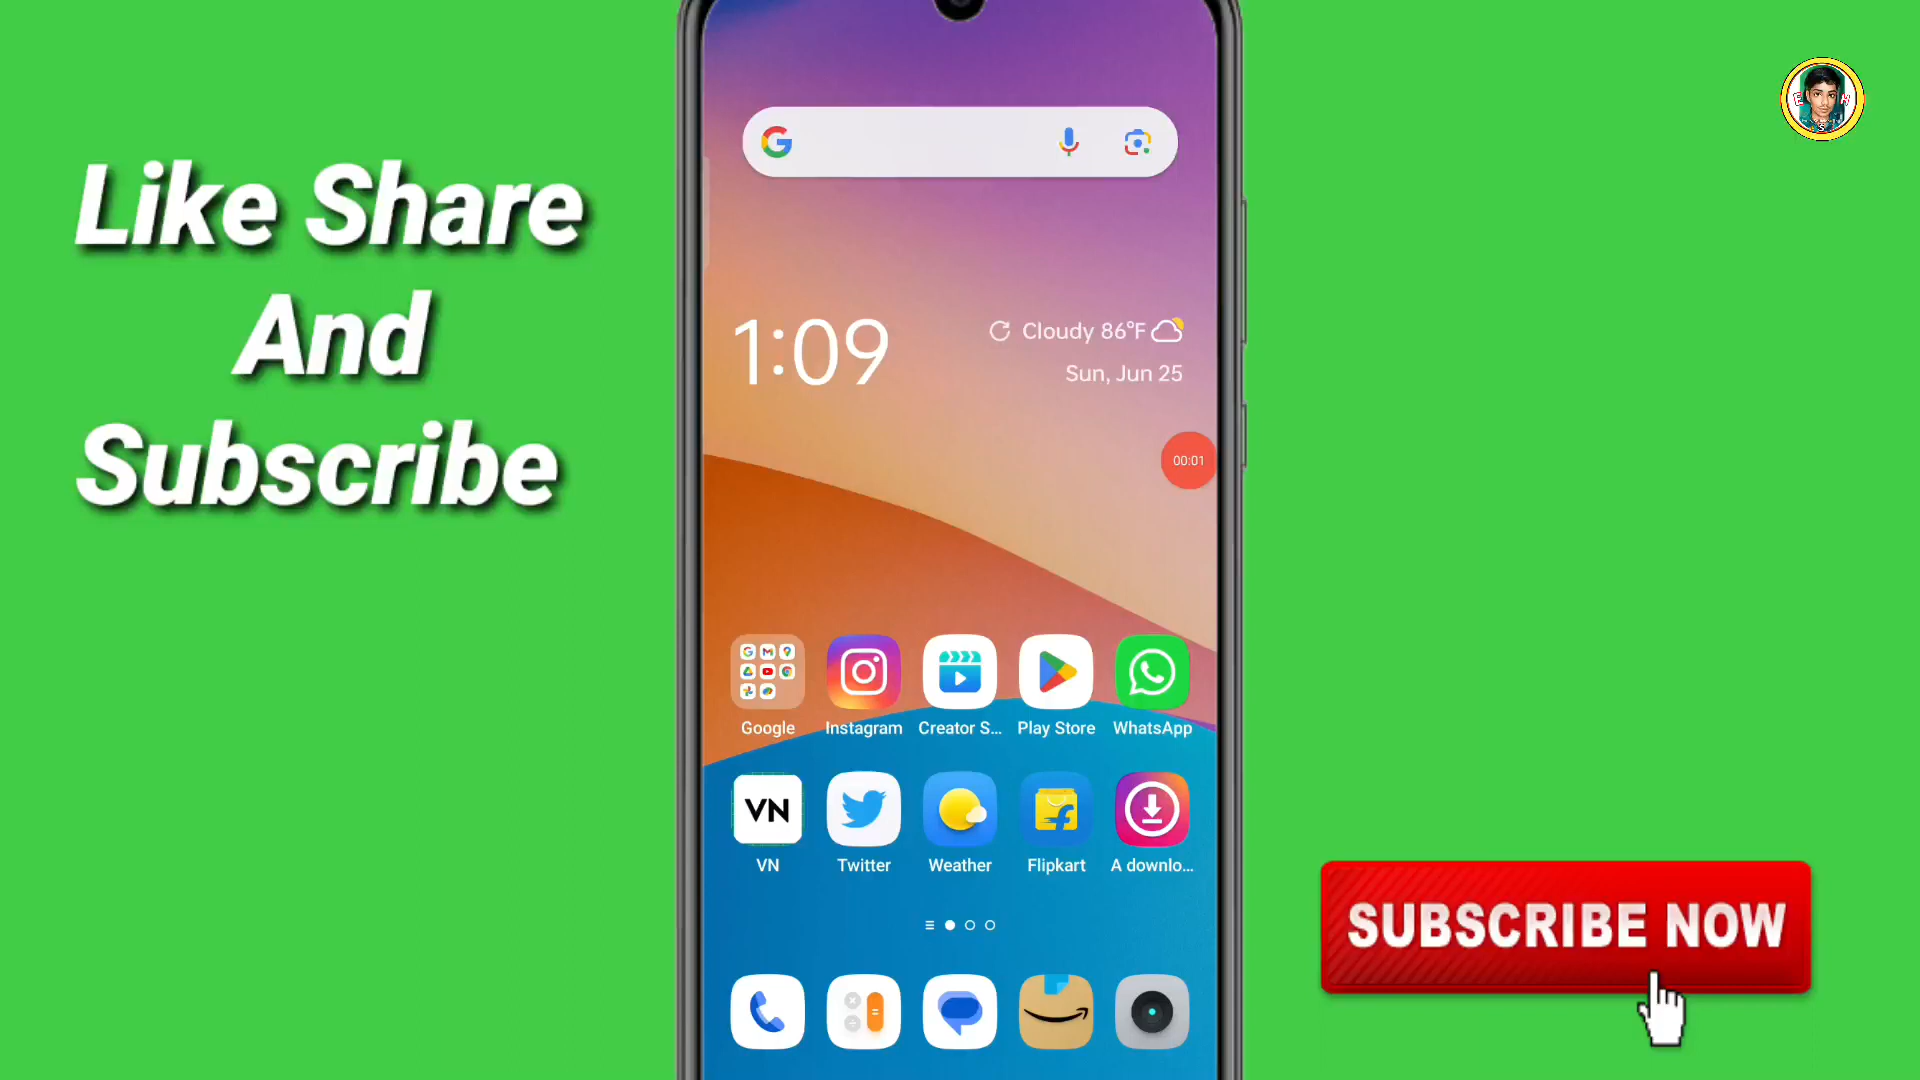 Like Share
And
Subscribe
1:09
Cloudy 86°F
Sun, Jun 25
00:01
Google
Instagram
Creator S...
Play Store
WhatsApp
VN
VN
Twitter
Weather
Flipkart
A downlo...
SUBSCRIBE NOW